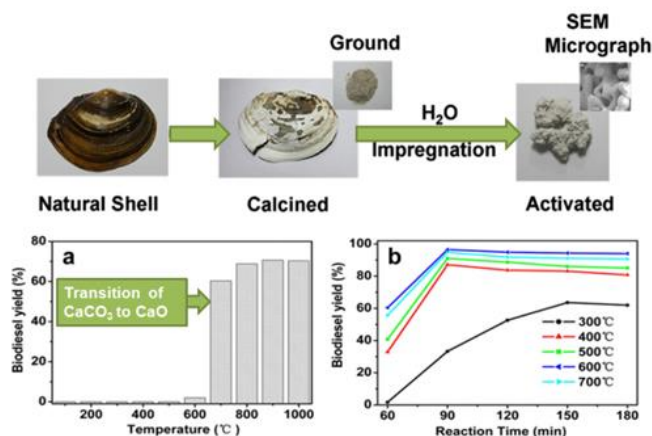 SEM
Ground
Micrograph
H₂O
Impregnation
Natural Shell
Calcined
Activated
a
Biodiesel yield (%)
80
60
40
20
0
Transition of
CaCO₃ to CaO
200 400 600 800 1000
Temperature (℃)
b
Biodiesel yield (%)
100
80
60
40
20
0
300℃
400℃
500℃
600℃
700℃
60 90 120 150 180
Reaction Time (min)